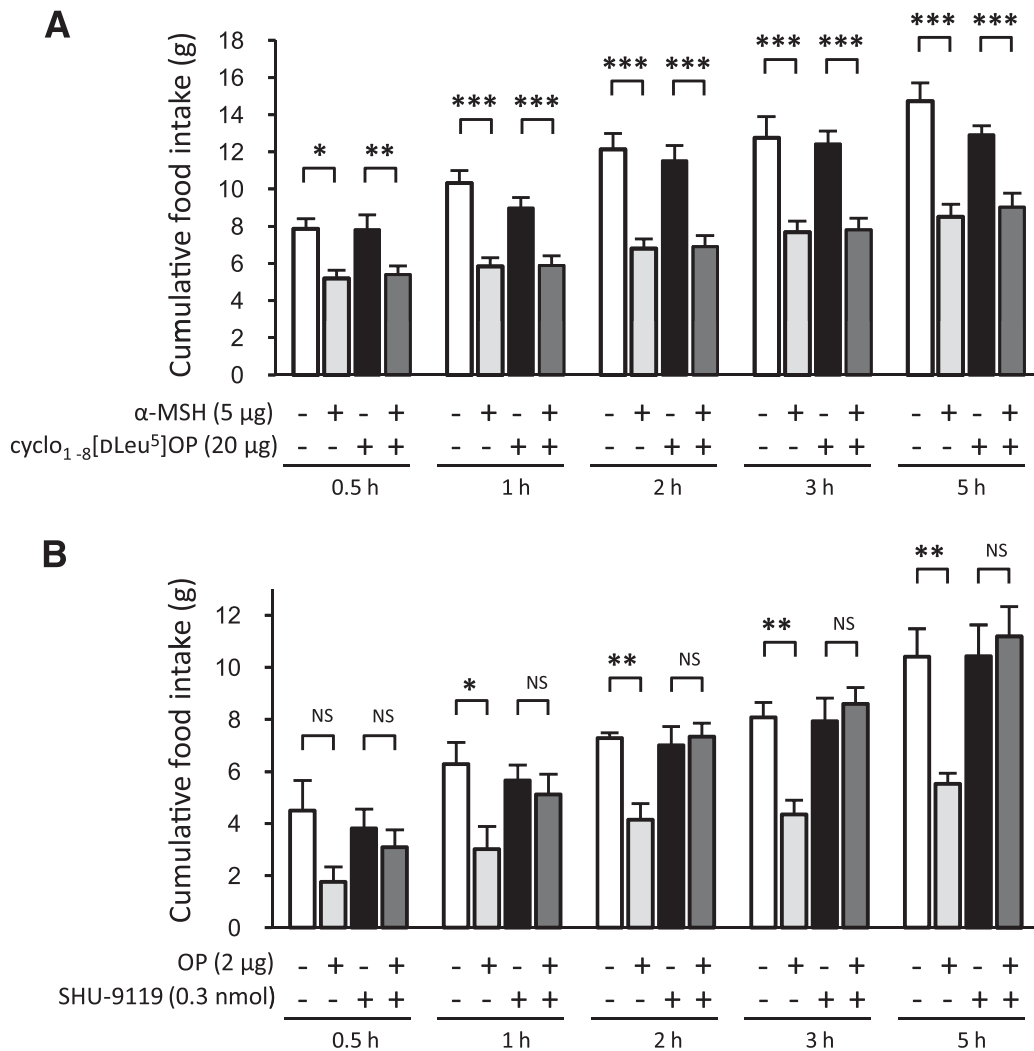 A
Cumulative food intake (g)
18
16
14
12
10
8
6
4
2
0
* ** *** *** *** *** *** *** *** ***
α-MSH (5 µg) - + - + - + - + - + - + - + - + - + - +
cyclo1-8[DLeu5]OP (20 µg) - - + + - - + + - - + + - - + + - - + +
0.5 h 1 h 2 h 3 h 5 h
B
Cumulative food intake (g)
12
10
8
6
4
2
0
NS NS * NS ** NS ** NS ** NS
OP (2 µg) - + - + - + - + - + - + - + - + - + - +
SHU-9119 (0.3 nmol) - - + + - - + + - - + + - - + + - - + +
0.5 h 1 h 2 h 3 h 5 h